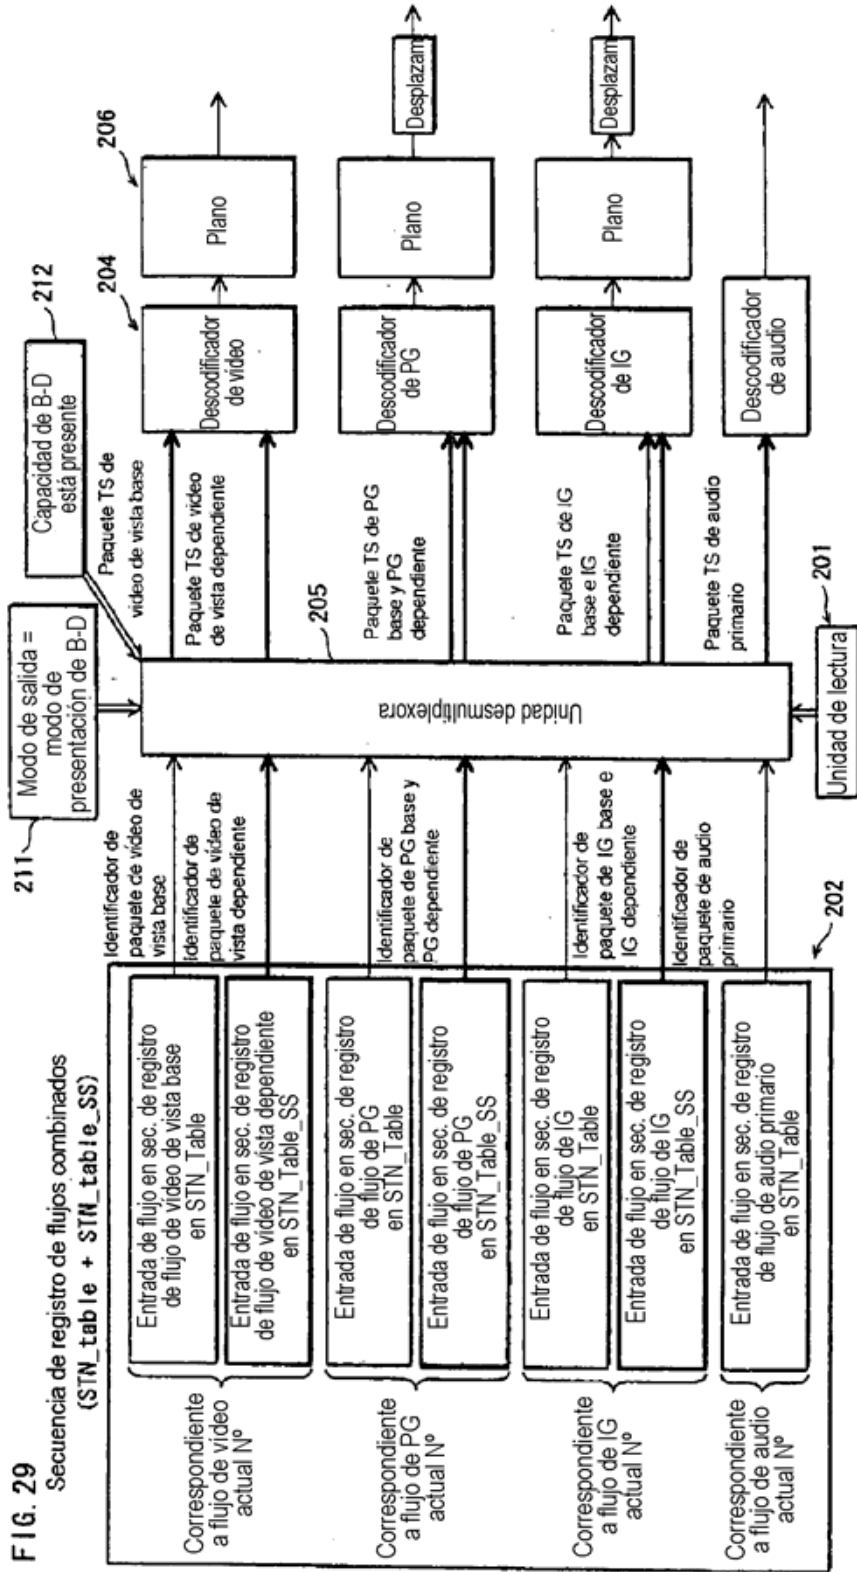 FIG. 29
Secuencia de registro de flujos combinados
(STN_table + STN_table_SS)
Correspondiente
a flujo de vídeo
actual Nº
Correspondiente
a flujo de PG
actual Nº
Correspondiente
a flujo de IG
actual Nº
Correspondiente
a flujo de audio
actual Nº
Entrada de flujo en sec. de registro
de flujo de vídeo de vista base
en STN_Table
Entrada de flujo en sec. de registro
de flujo de vídeo de vista dependiente
en STN_Table_SS
Entrada de flujo en sec. de registro
de flujo de PG
en STN_Table
Entrada de flujo en sec. de registro
de flujo de PG
en STN_Table_SS
Entrada de flujo en sec. de registro
de flujo de IG
en STN_Table
Entrada de flujo en sec. de registro
de flujo de IG
en STN_Table_SS
Entrada de flujo en sec. de registro
de flujo de audio primario
en STN_Table
202
Identificador de
paquete de vídeo de
vista base
Identificador de
paquete de vídeo de
vista dependiente
Identificador de
paquete de PG base y
PG dependiente
Identificador de
paquete de IG base e
IG dependiente
Identificador de
paquete de audio
primario
211
Modo de salida =
modo de
presentación de B-D
212
Capacidad de B-D
está presente
Unidad desmultiplexora
205
Unidad de lectura
201
Paquete TS de
vídeo de vista base
Paquete TS de vídeo
de vista dependiente
Paquete TS de PG
base y PG
dependiente
Paquete TS de IG
base e IG
dependiente
Paquete TS de audio
primario
204
Descodificador
de vídeo
Descodificador
de PG
Descodificador
de IG
Descodificador
de audio
206
Plano
Plano
Plano
Desplazam
Desplazam